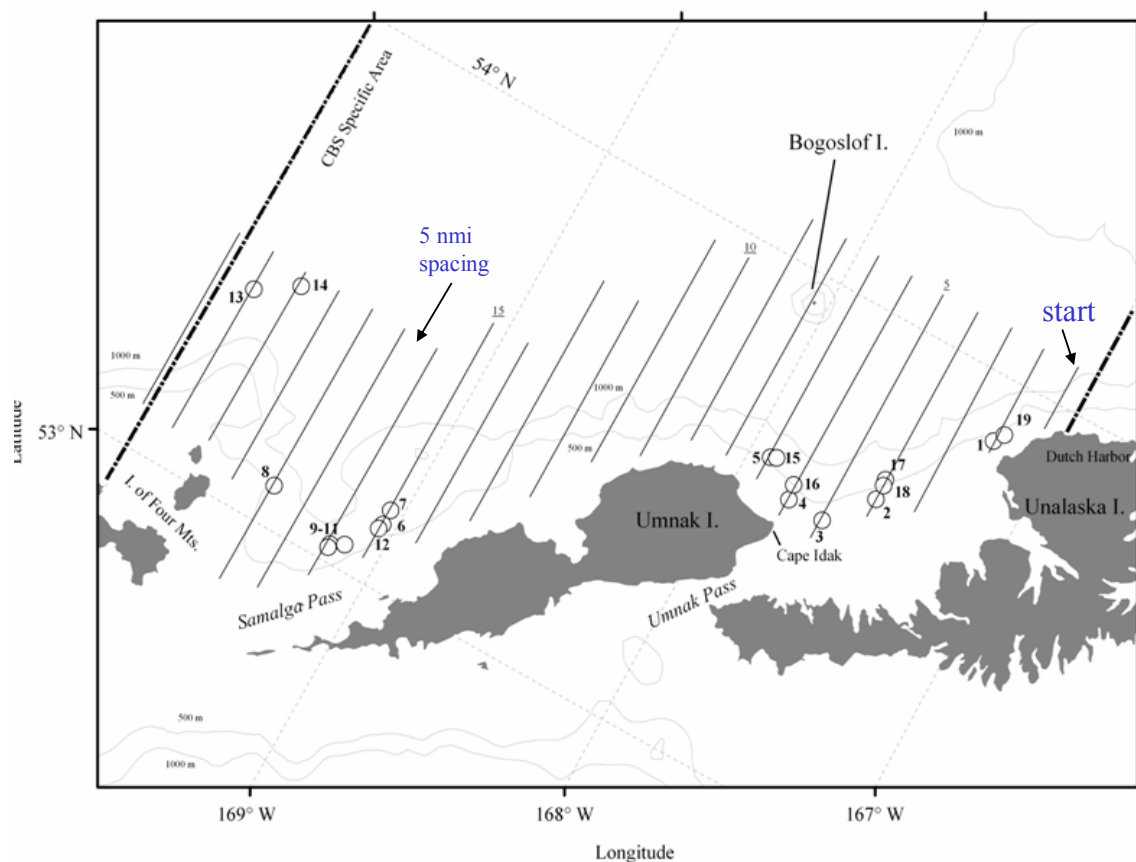 54° N
CBS Specific Area
1000 m
Bogoslof I.
5 nmi
spacing
10
5
15
start
13
14
1000 m
500 m
1000 m
500 m
53° N
Latitude
I. of Four Mts.
8
7
6
9-11
12
5
15
16
4
3
17
18
2
1
19
Dutch Harbor
Unalaska I.
Umnak I.
Cape Idak
Umnak Pass
Samalga Pass
500 m
1000 m
169° W
168° W
167° W
Longitude